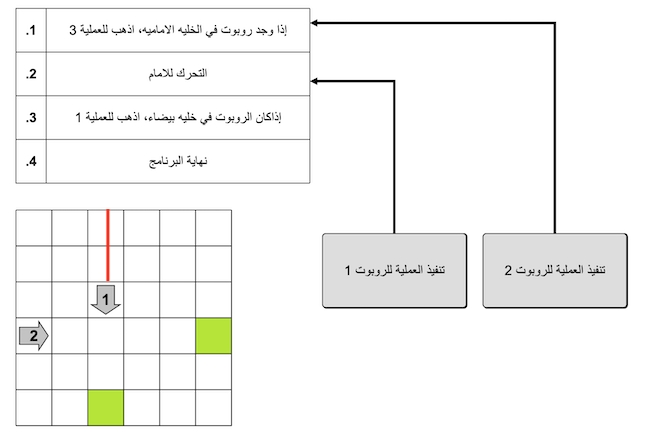 1. إذا وجد روبوت في الخليه الاماميه، اذهب للعملية 3
2. التحرك للامام
3. إذاكان الروبوت في خليه بيضاء، اذهب للعملية 1
4. نهاية البرنامج
تنفيذ العملية للروبوت 1
تنفيذ العملية للروبوت 2
1
2